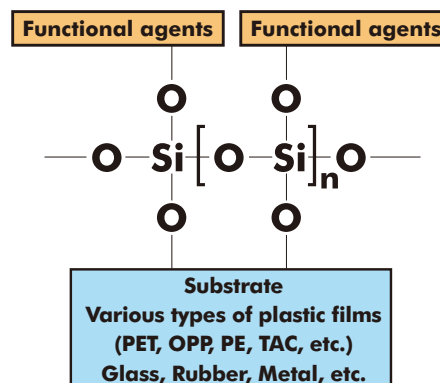 Functional agents Functional agents
O O
O Si [ O Si ]n O
O O
Substrate
Various types of plastic films
(PET, OPP, PE, TAC, etc.)
Glass, Rubber, Metal, etc.